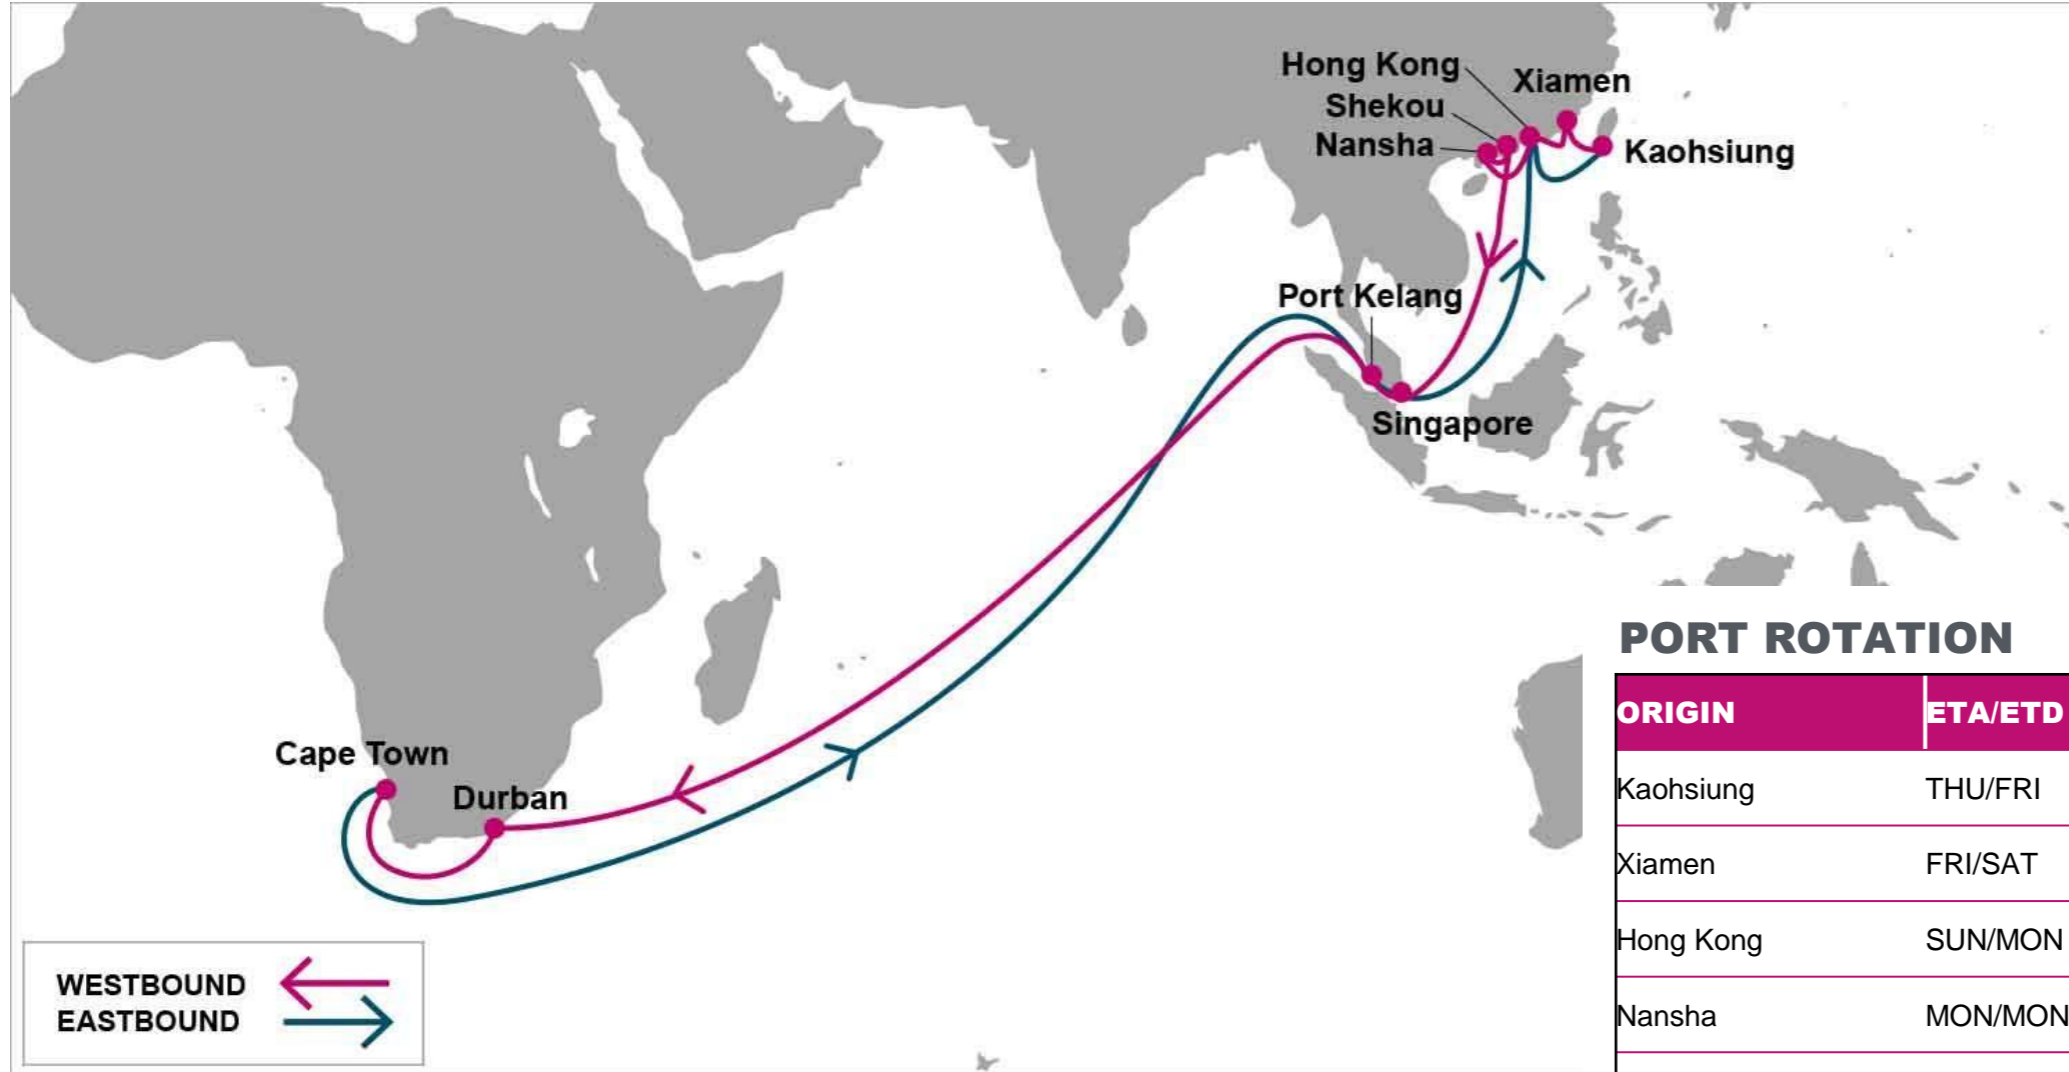 Hong Kong
Xiamen
Shekou
Nansha
Kaohsiung
Port Kelang
Singapore
Cape Town
Durban
WESTBOUND
EASTBOUND
PORT ROTATION
ORIGIN ETA/ETD
Kaohsiung THU/FRI
Xiamen FRI/SAT
Hong Kong SUN/MON
Nansha MON/MON